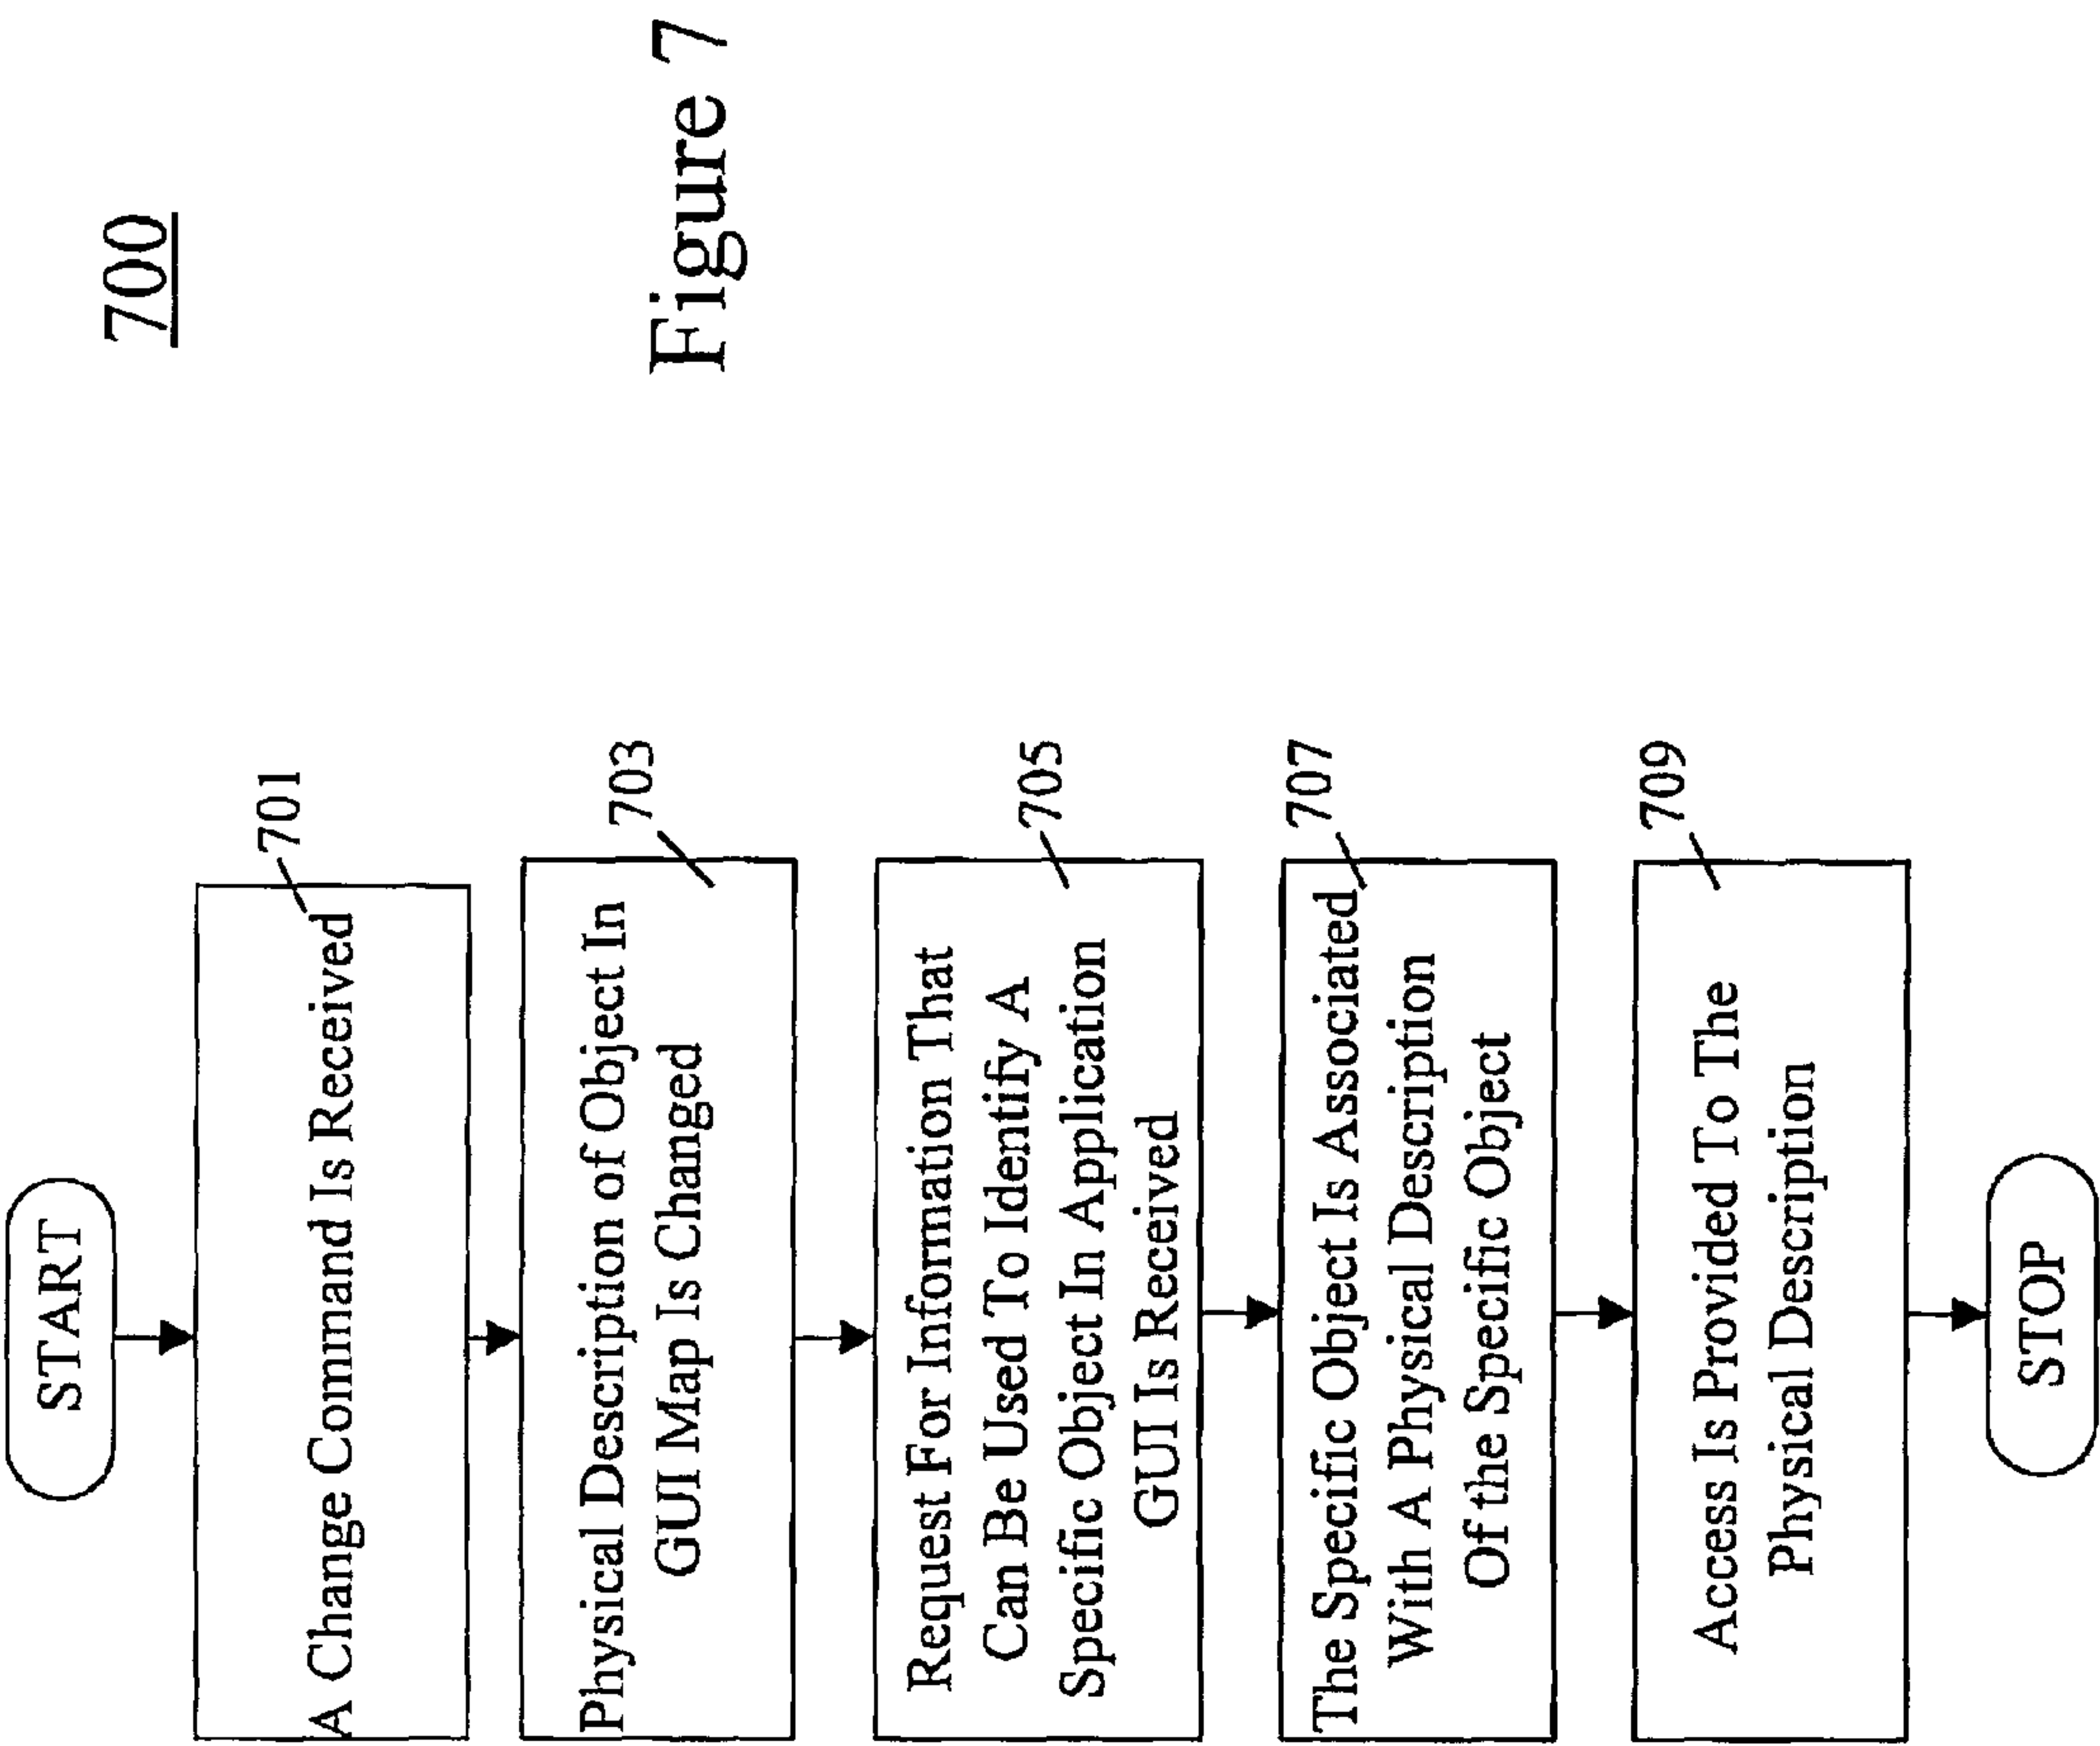 700
START
A Change Command Is Received
701
Physical Description of Object In
GUI Map Is Changed
703
Request For Information That
Can Be Used To Identify A
Specific Object In Application
GUI Is Received
705
The Specific Object Is Associated
With A Physical Description
Of the Specific Object
707
Access Is Provided To The
Physical Description
709
STOP
Figure 7